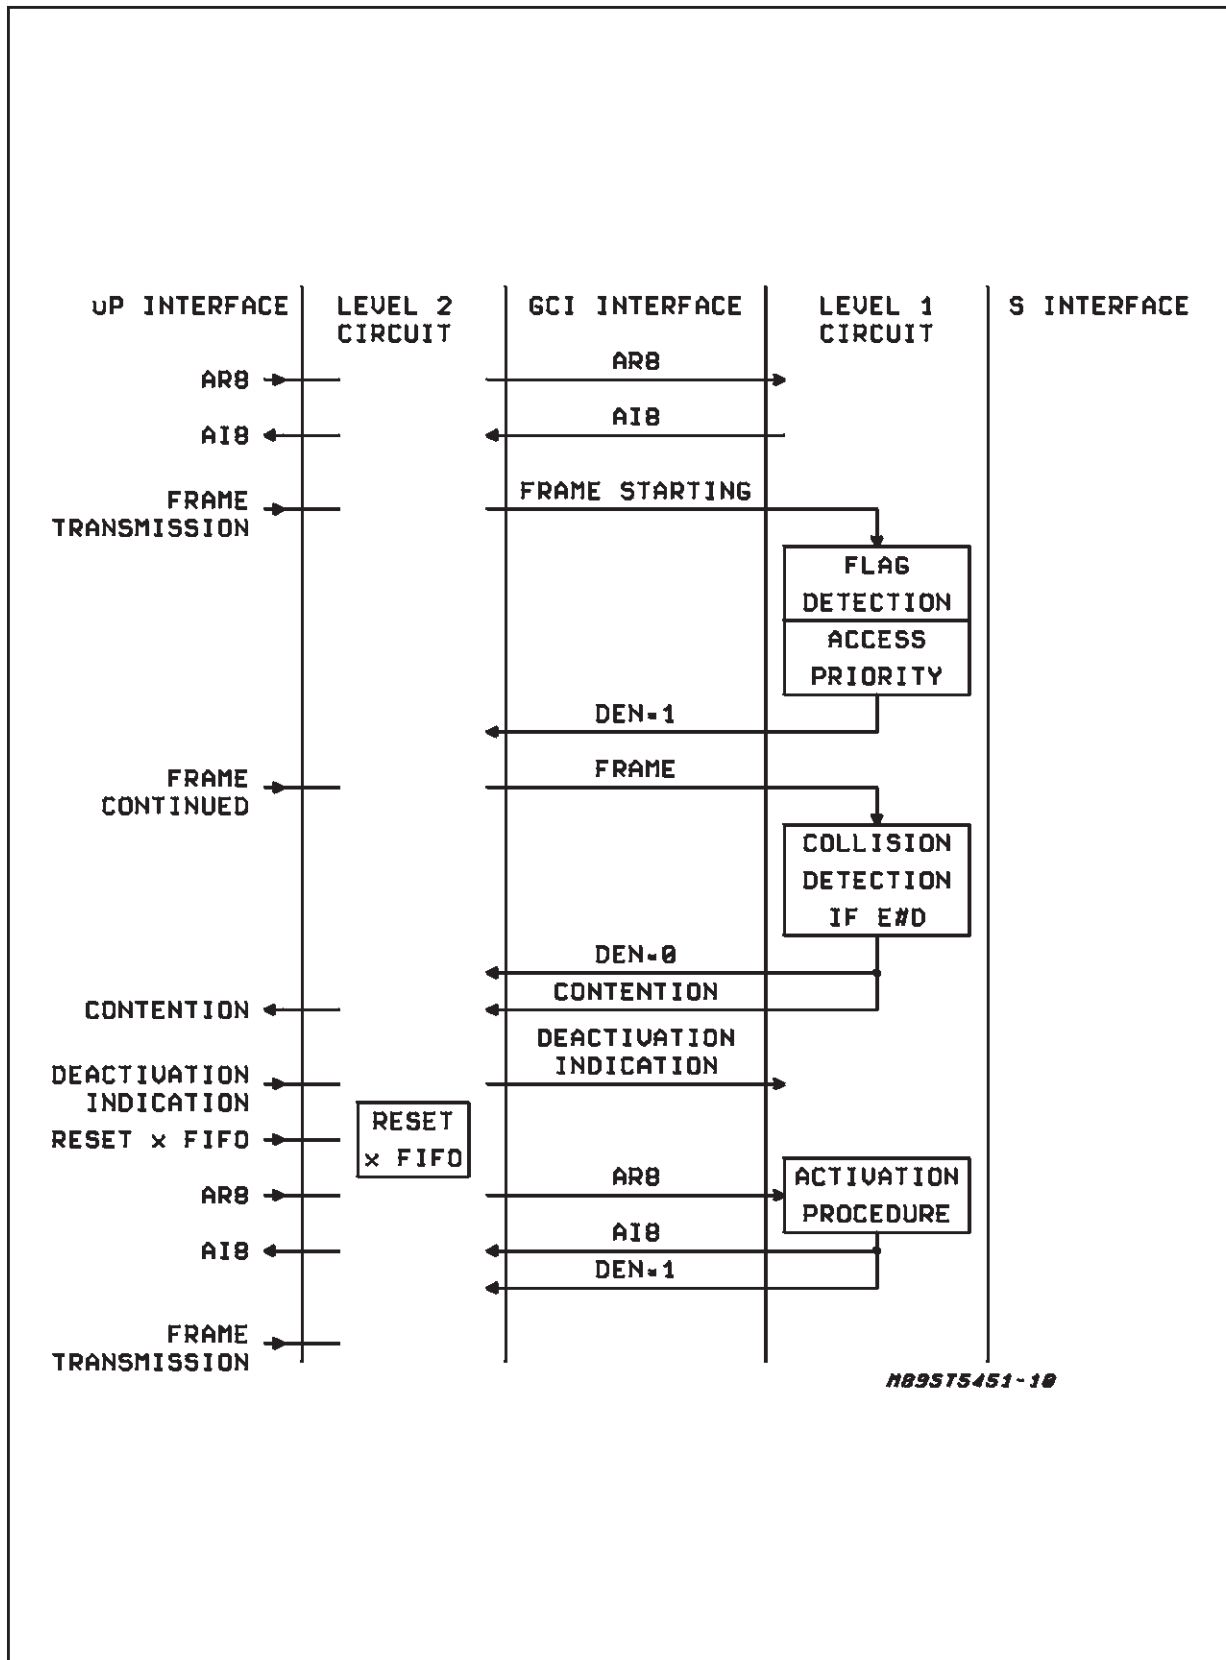 uP INTERFACE
LEVEL 2
CIRCUIT
GCI INTERFACE
LEVEL 1
CIRCUIT
S INTERFACE
AR8
AR8
AI8
AI8
FRAME
TRANSMISSION
FRAME STARTING
FLAG
DETECTION
ACCESS
PRIORITY
DEN=1
FRAME
CONTINUED
FRAME
COLLISION
DETECTION
IF E#D
DEN=0
CONTENTION
CONTENTION
DEACTIVATION
INDICATION
DEACTIVATION
INDICATION
RESET x FIFO
RESET
x FIFO
AR8
AR8
ACTIVATION
PROCEDURE
AI8
AI8
DEN=1
FRAME
TRANSMISSION
M89ST5451-10